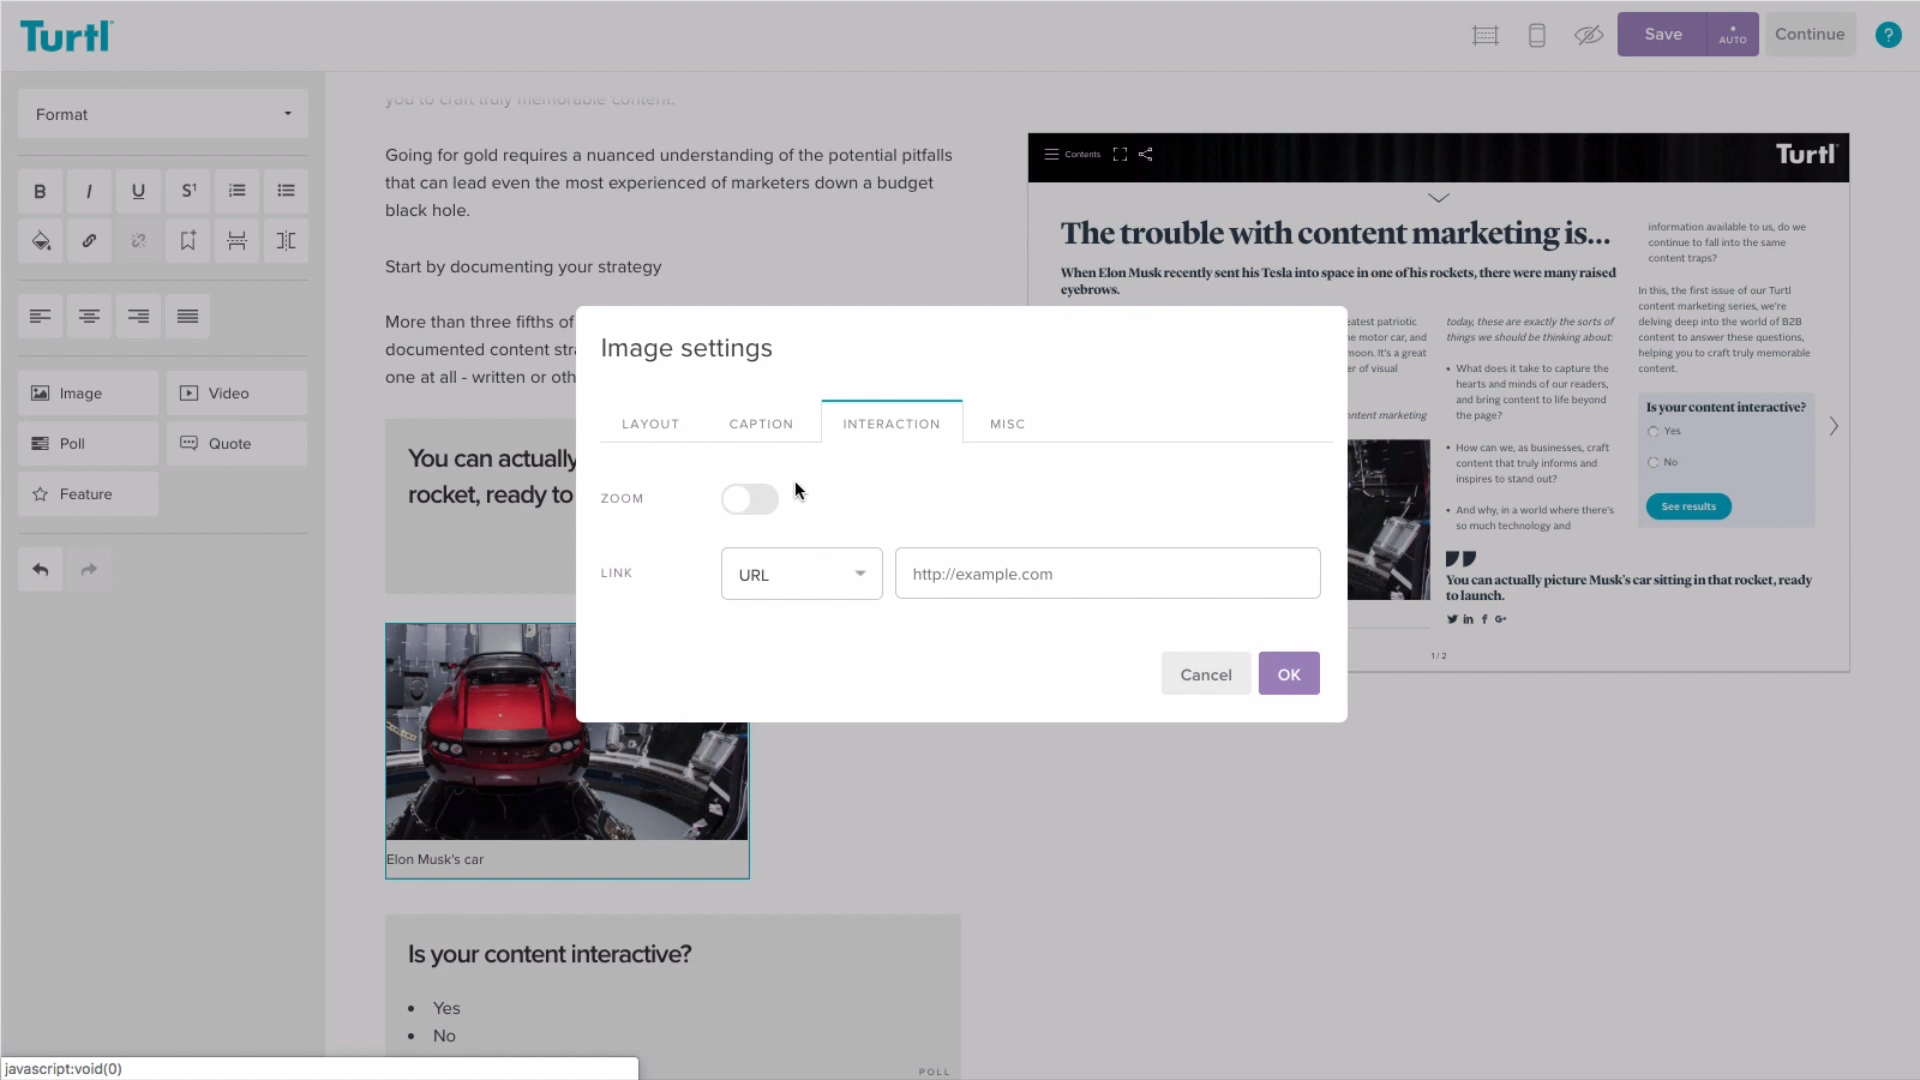 Turtl
Save
AUTO
Continue
?
Format
B
I
U
S¹
Image
Video
Poll
Quote
Feature
you to craft truly memorable content.
Going for gold requires a nuanced understanding of the potential pitfalls
that can lead even the most experienced of marketers down a budget
black hole.
Start by documenting your strategy
More than three fifths of
documented content
one at all - written or
You can actually
rocket, ready to
Elon Musk's car
Is your content interactive?
• Yes
• No
POLL
Image settings
LAYOUT
CAPTION
INTERACTION
MISC
ZOOM
LINK
URL
http://example.com
Cancel
OK
Contents
Turtl
The trouble with content marketing is...
When Elon Musk recently sent his Tesla into space in one of his rockets, there were many raised
eyebrows.
patriotic
motor car, and
moon. It's a great
of visual
content marketing
today, these are exactly the sorts of
things we should be thinking about:
• What does it take to capture the
hearts and minds of our readers,
and bring content to life beyond
the page?
• How can we, as businesses, craft
content that truly informs and
inspires to stand out?
• And why, in a world where there's
so much technology and
You can actually picture Musk's car sitting in that rocket, ready
to launch.
information available to us, do we
continue to fall into the same
content traps?
In this, the first issue of our Turtl
content marketing series, we're
delving deep into the world of B2B
content to answer these questions,
helping you to craft truly memorable
content.
Is your content interactive?
Yes
No
See results
1 / 2
javascript:void(0)